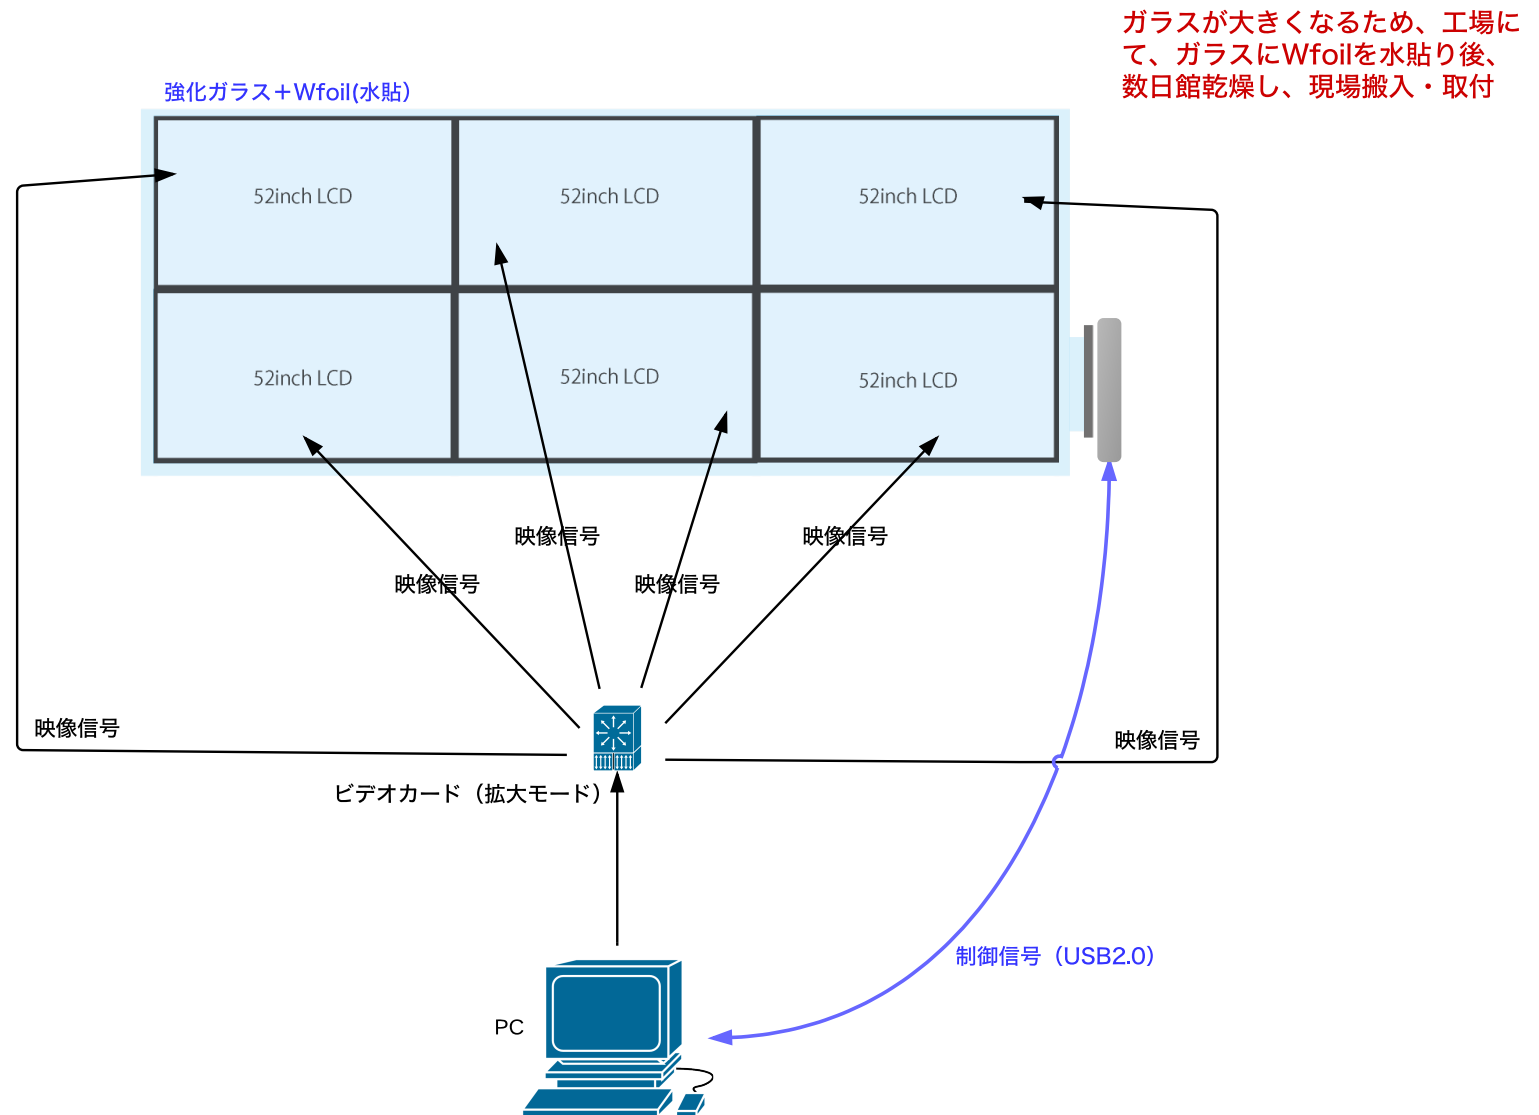 ガラスが大きくなるため、工場に
て、ガラスにWfoilを水貼り後、
数日館乾燥し、現場搬入・取付
強化ガラス＋Wfoil(水貼）
52inch LCD
52inch LCD
52inch LCD
52inch LCD
52inch LCD
52inch LCD
映像信号
映像信号
映像信号
映像信号
映像信号
映像信号
ビデオカード（拡大モード）
制御信号（USB2.0）
PC